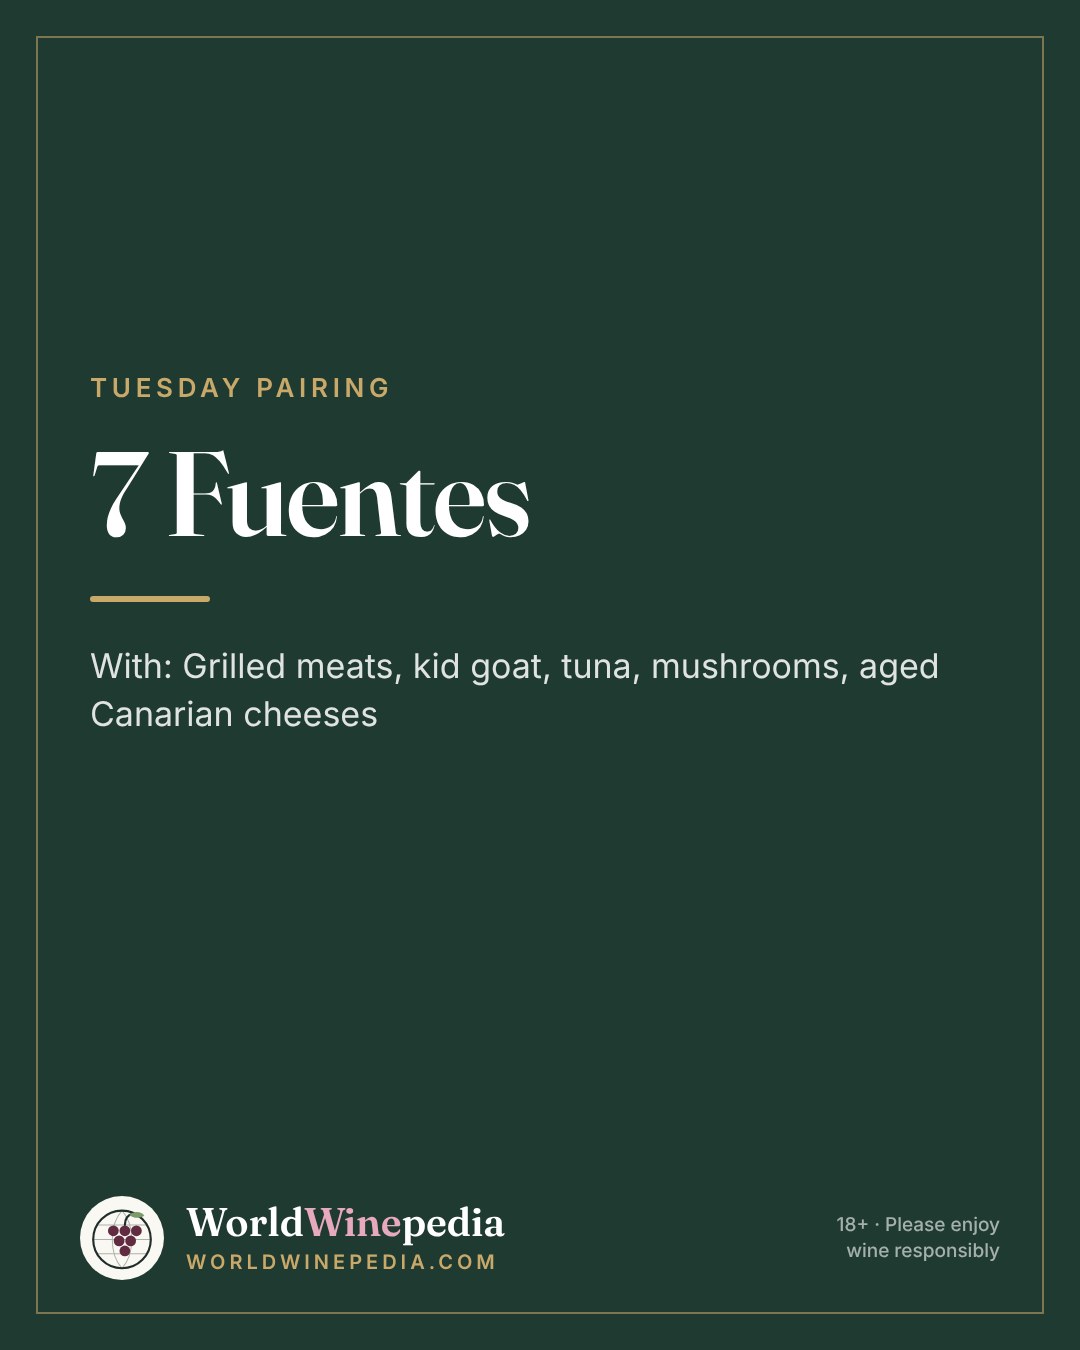 TUESDAY PAIRING
7 Fuentes
With: Grilled meats, kid goat, tuna, mushrooms, aged
Canarian cheeses
WorldWinepedia
WORLDWINEPEDIA.COM
18+ · Please enjoy
wine responsibly